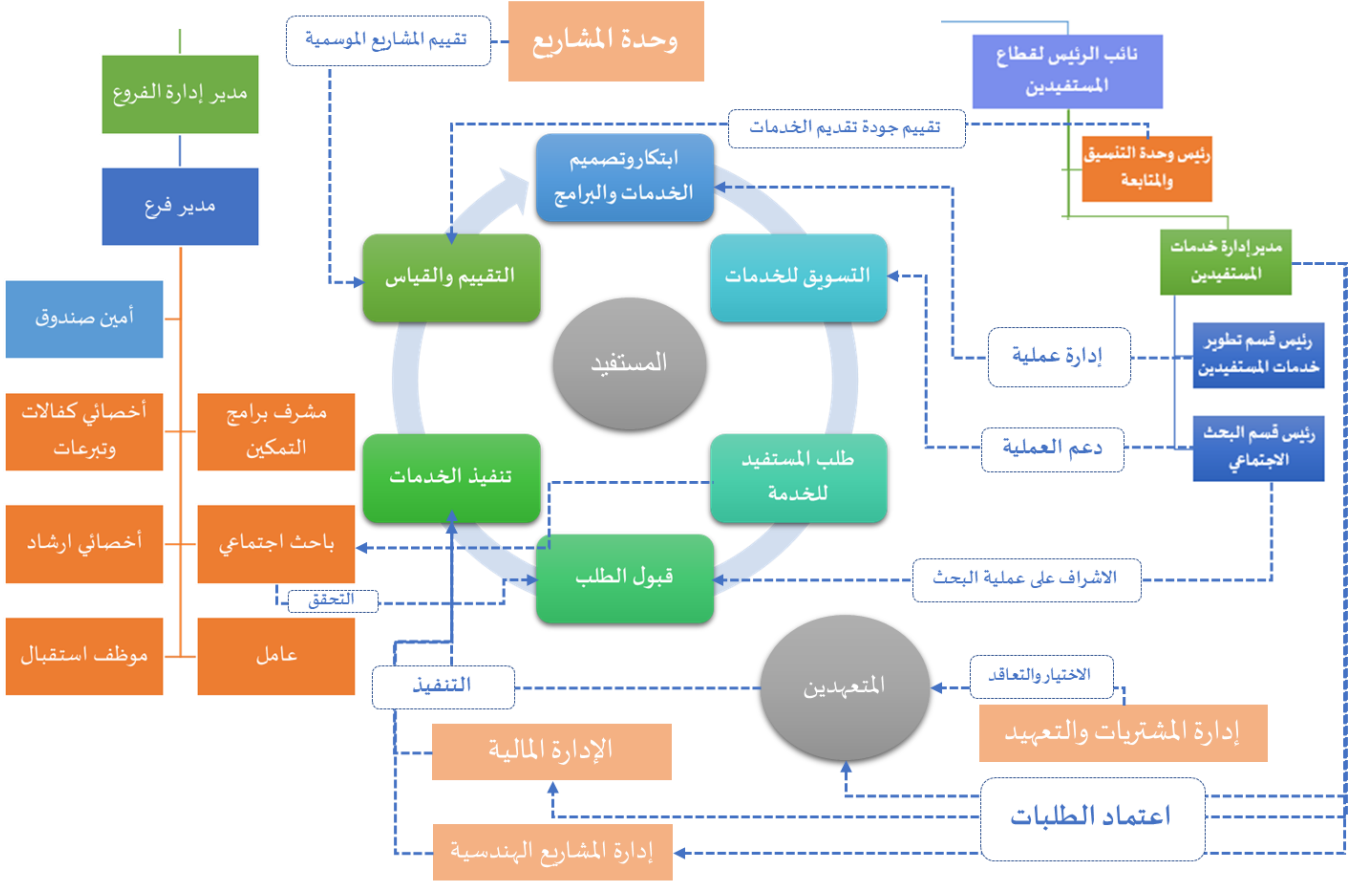 وحدة المشاريع
تقييم المشاريع الموسمية
نائب الرئيس لقطاع
المستفيدين
مدير إدارة الفروع
تقييم جودة تقديم الخدمات
رئيس وحدة التنسيق
والمتابعة
ابتكاروتصميم
الخدمات والبرامج
مدير فرع
مدير إدارة خدمات
المستفيدين
التسويق للخدمات
التقييم والقياس
أمين صندوق
رئيس قسم تطوير
خدمات المستفيدين
إدارة عملية
المستفيد
مشرف برامج
التمكين
أخصائي كفالات
وتبرعات
رئيس قسم البحث
الاجتماعي
دعم العملية
طلب المستفيد
للخدمة
تنفيذ الخدمات
باحث اجتماعي
أخصائي ارشاد
الاشراف على عملية البحث
قبول الطلب
التحقق
عامل
موظف استقبال
الاختيار والتعاقد
المتعهدين
التنفيذ
إدارة المشتريات والتعهيد
الإدارة المالية
اعتماد الطلبات
إدارة المشاريع الهندسية